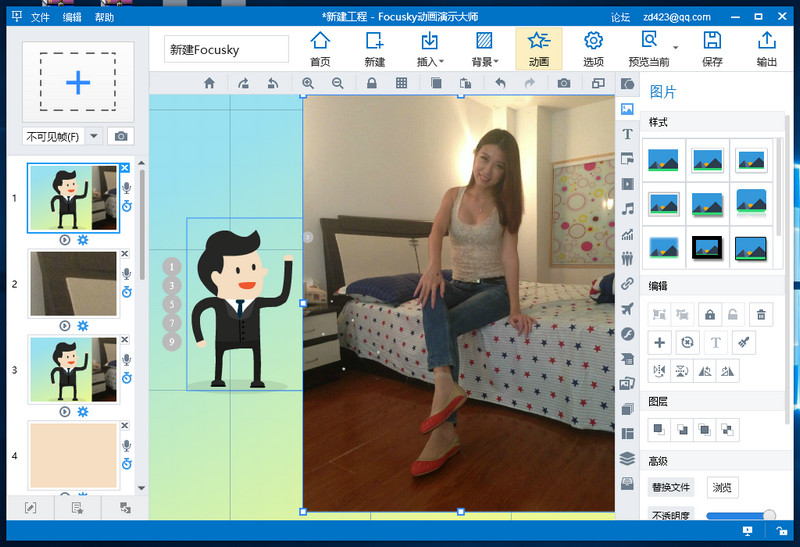 文件 编辑 帮助
*新建工程 - Focusky动画演示大师
论坛 zd423@qq.com
新建Focusky
首页 新建 插入 背景 动画 选项 预览当前 保存 输出
不可见帧(F)
1
2
3
4
1
3
5
7
9
图片
样式
编辑
图层
高级
替换文件 浏览
不透明度